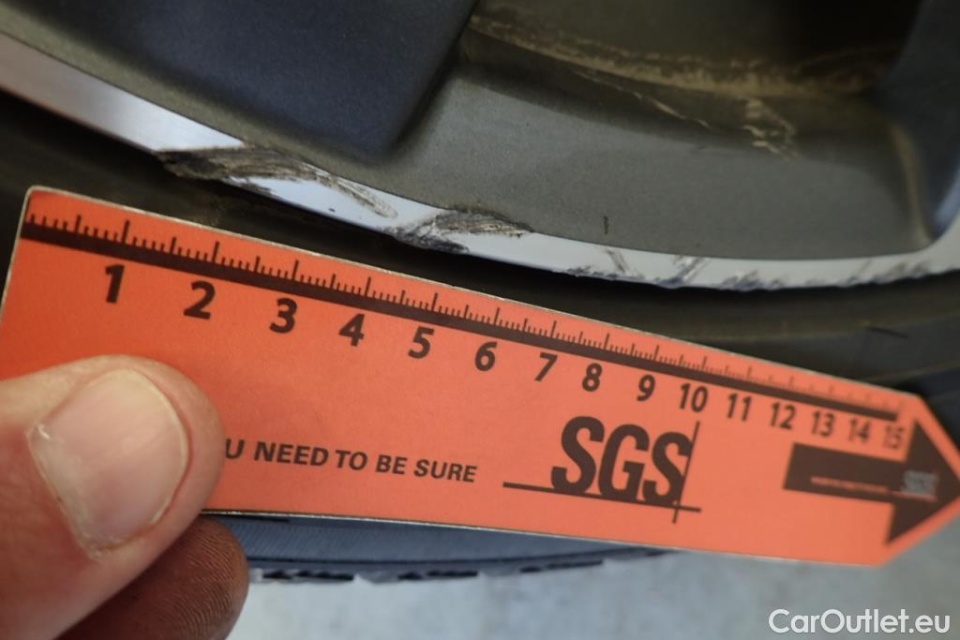 1 2 3 4 5 6 7 8 9 10 11 12 13 14 15
U NEED TO BE SURE
SGS
CarOutlet.eu